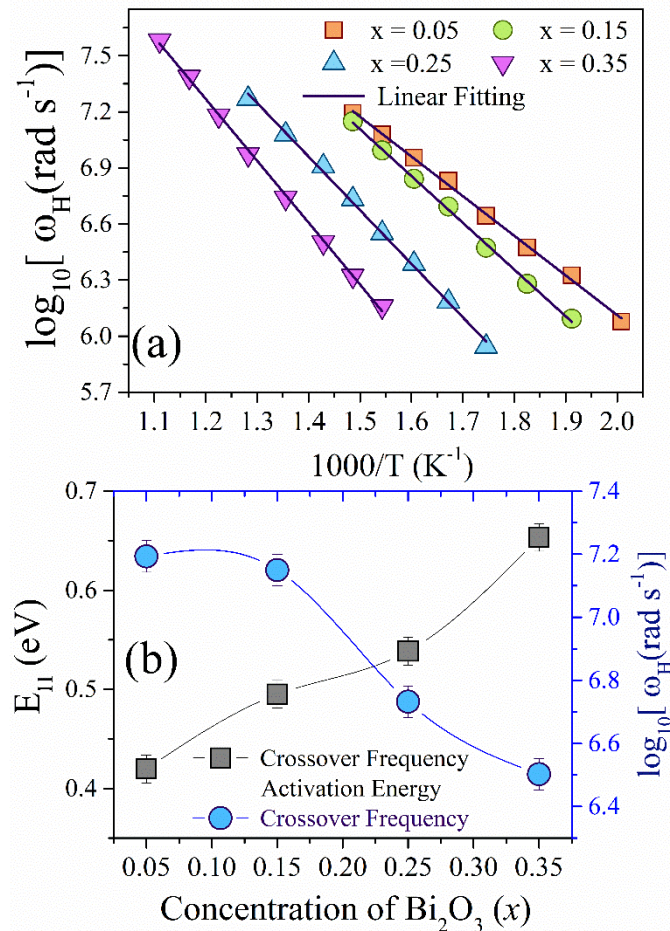 x = 0.05 x = 0.15
x =0.25 x = 0.35
Linear Fitting
log₁₀[ ω_H(rad s⁻¹)]
7.5
7.2
6.9
6.6
6.3
6.0
5.7
(a)
1.1 1.2 1.3 1.4 1.5 1.6 1.7 1.8 1.9 2.0
1000/T (K⁻¹)
E₁₁ (eV)
0.7
0.6
0.5
0.4
(b)
Crossover Frequency
Activation Energy
Crossover Frequency
7.4
7.2
7.0
6.8
6.6
6.4
log₁₀[ ω_H(rad s⁻¹)]
0.05 0.10 0.15 0.20 0.25 0.30 0.35
Concentration of Bi₂O₃ (x)